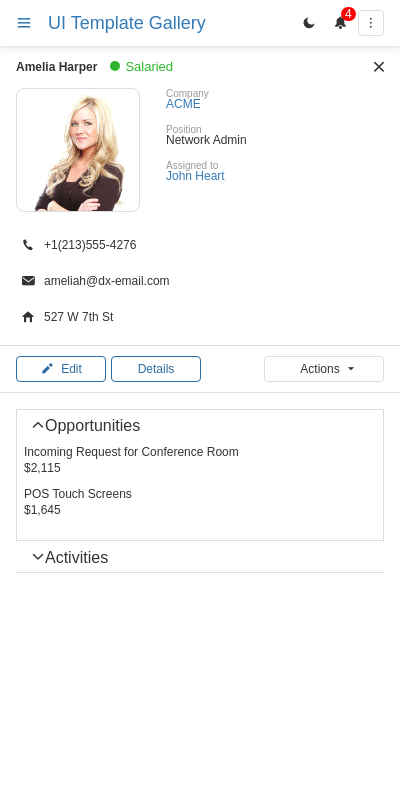 UI Template Gallery
4
Amelia Harper
Salaried
Company
ACME
Position
Network Admin
Assigned to
John Heart
+1(213)555-4276
ameliah@dx-email.com
527 W 7th St
Edit
Details
Actions
Opportunities
Incoming Request for Conference Room
$2,115
POS Touch Screens
$1,645
Activities